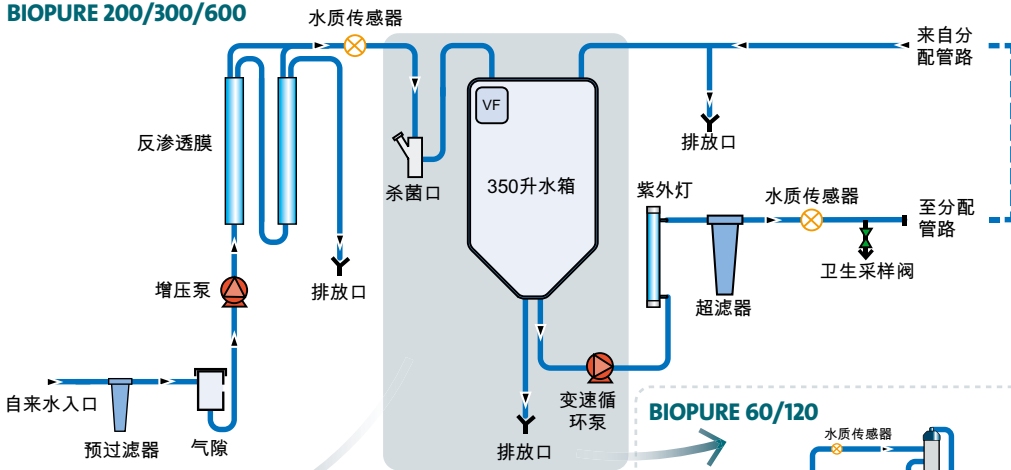 BIOPURE 200/300/600
水质传感器
来自分
配管路
VF
反渗透膜
排放口
杀菌口
350升水箱
紫外灯
水质传感器
至分配
管路
卫生采样阀
增压泵
排放口
超滤器
自来水入口
预过滤器
气隙
变速循
环泵
排放口
BIOPURE 60/120
水质传感器